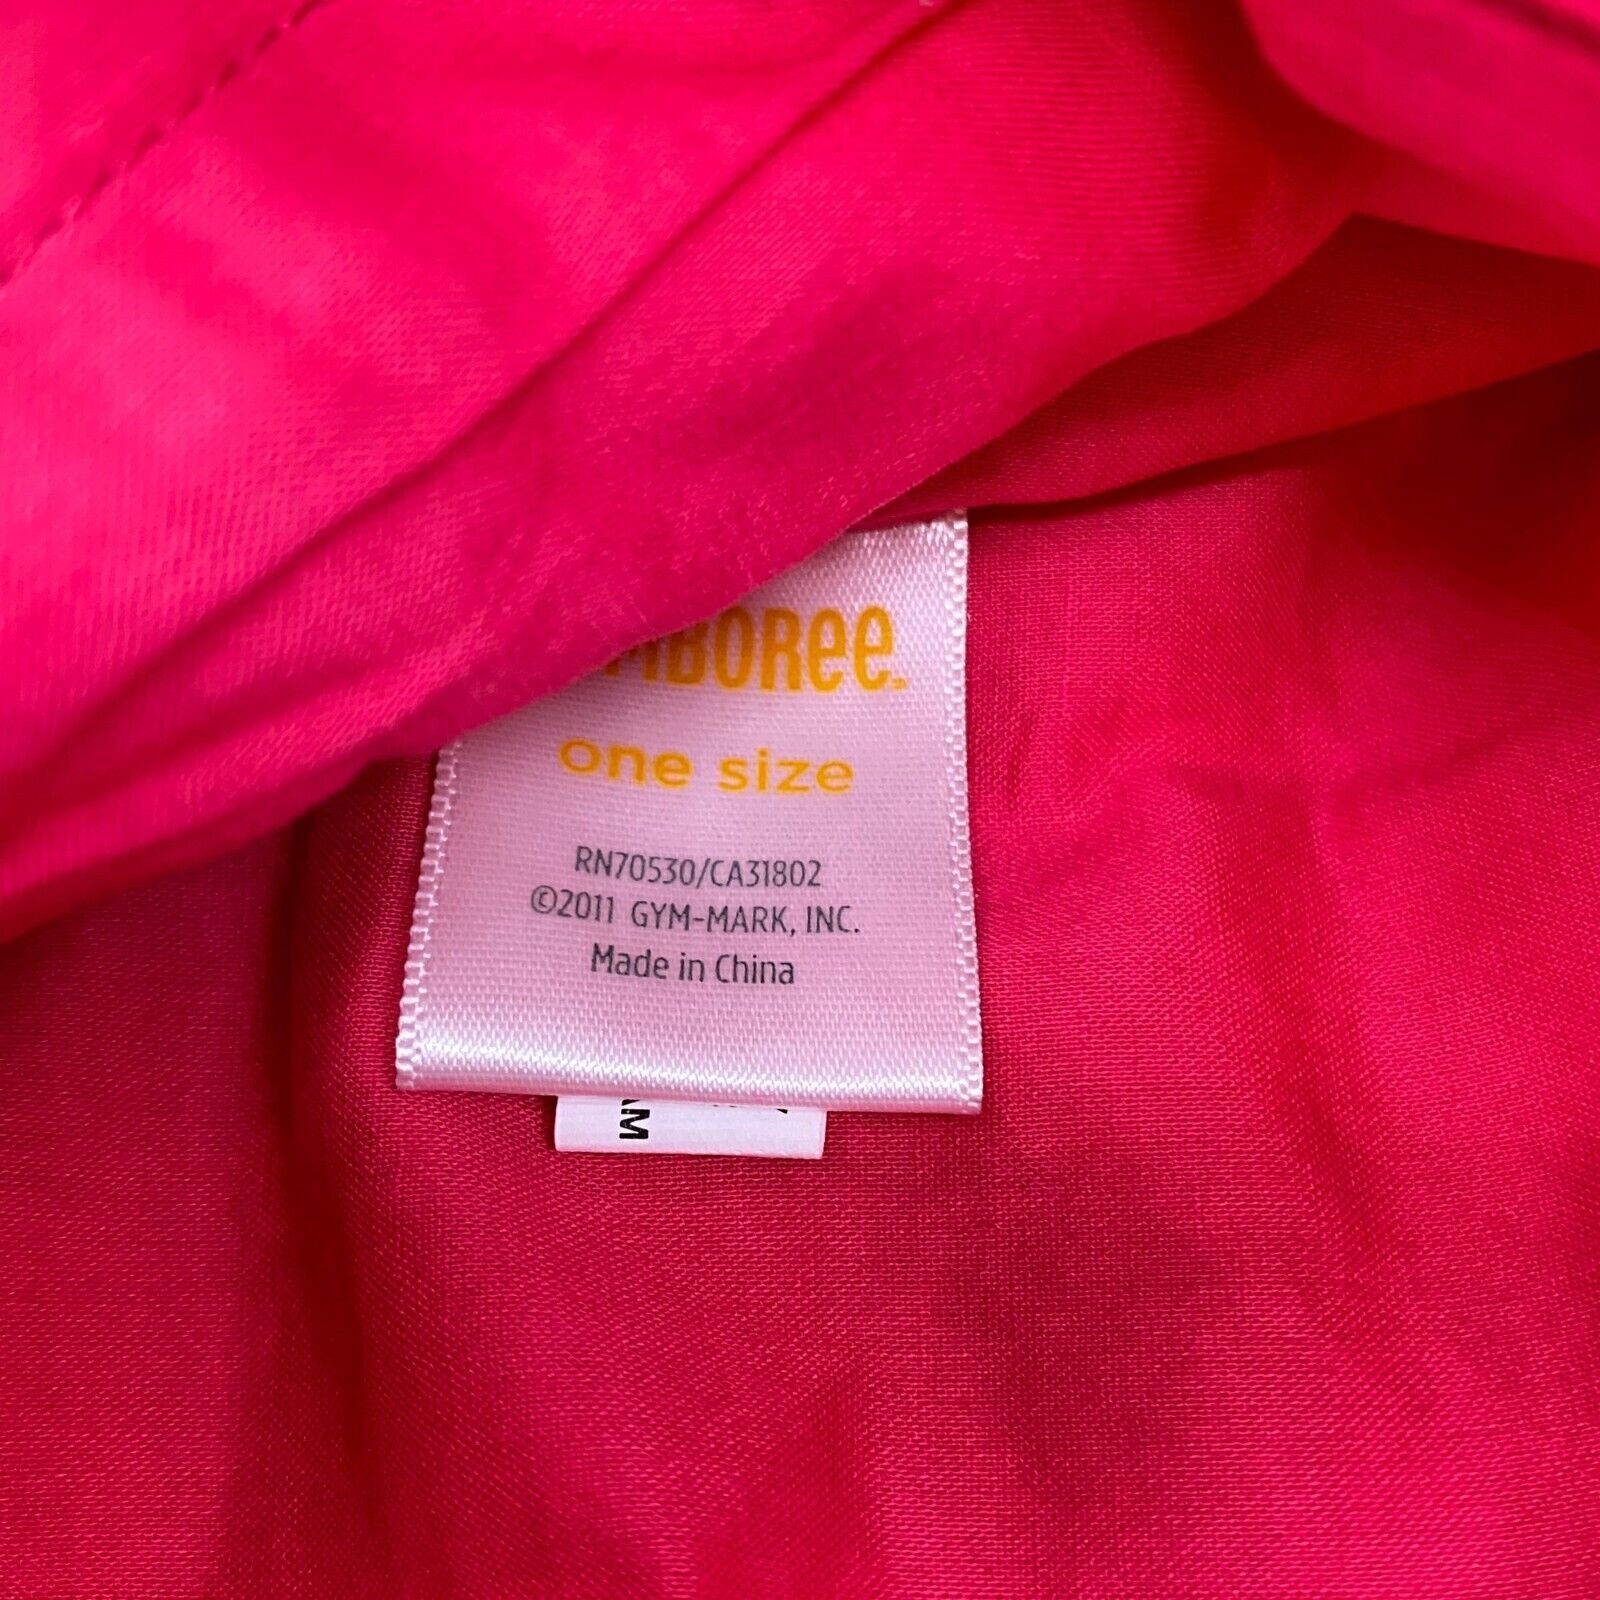 one size
RN70530/CA31802
©2011 GYM-MARK, INC.
Made in China